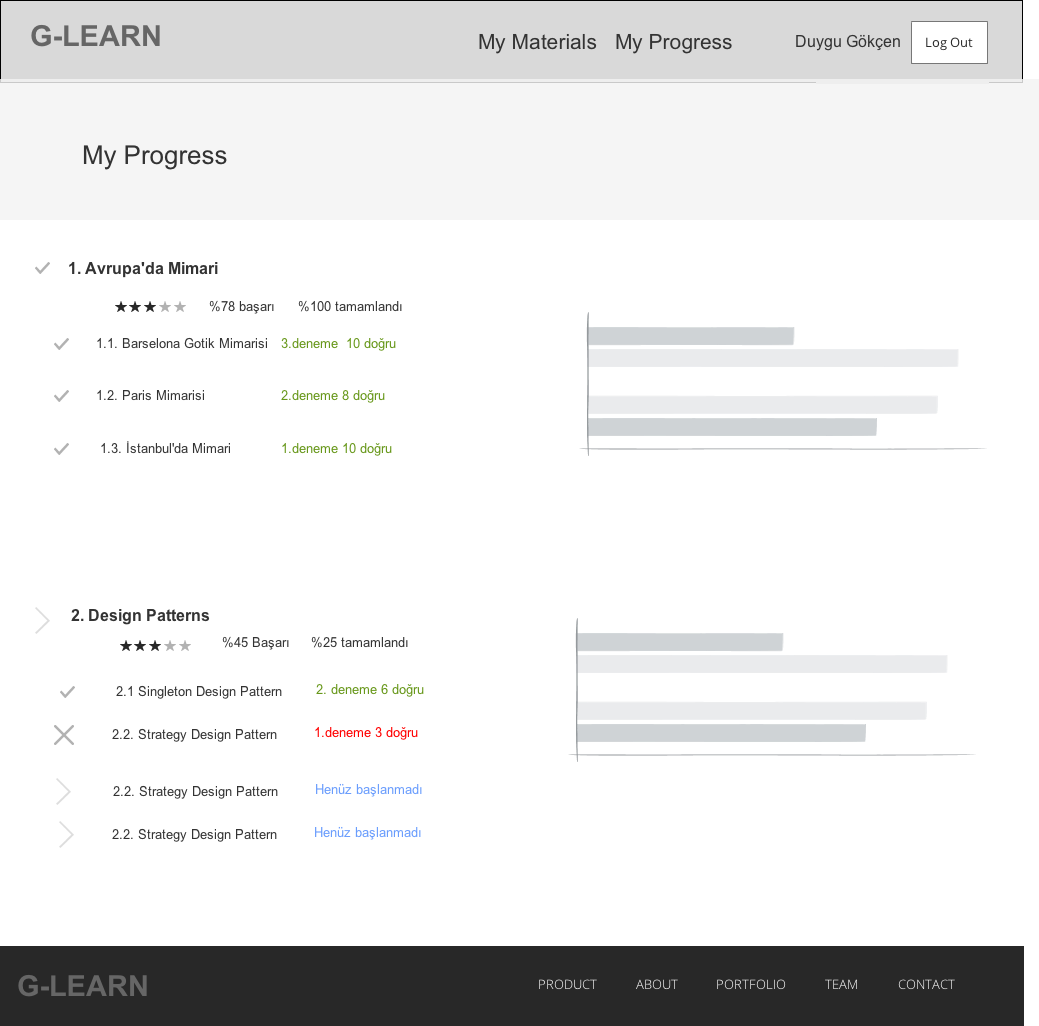 G-LEARN
My Materials My Progress Duygu Gökçen Log Out
My Progress
1. Avrupa'da Mimari
%78 başarı %100 tamamlandı
1.1. Barselona Gotik Mimarisi 3.deneme 10 doğru
1.2. Paris Mimarisi 2.deneme 8 doğru
1.3. İstanbul'da Mimari 1.deneme 10 doğru
2. Design Patterns
%45 Başarı %25 tamamlandı
2.1 Singleton Design Pattern 2. deneme 6 doğru
2.2. Strategy Design Pattern 1.deneme 3 doğru
2.2. Strategy Design Pattern Henüz başlanmadı
2.2. Strategy Design Pattern Henüz başlanmadı
G-LEARN
PRODUCT ABOUT PORTFOLIO TEAM CONTACT